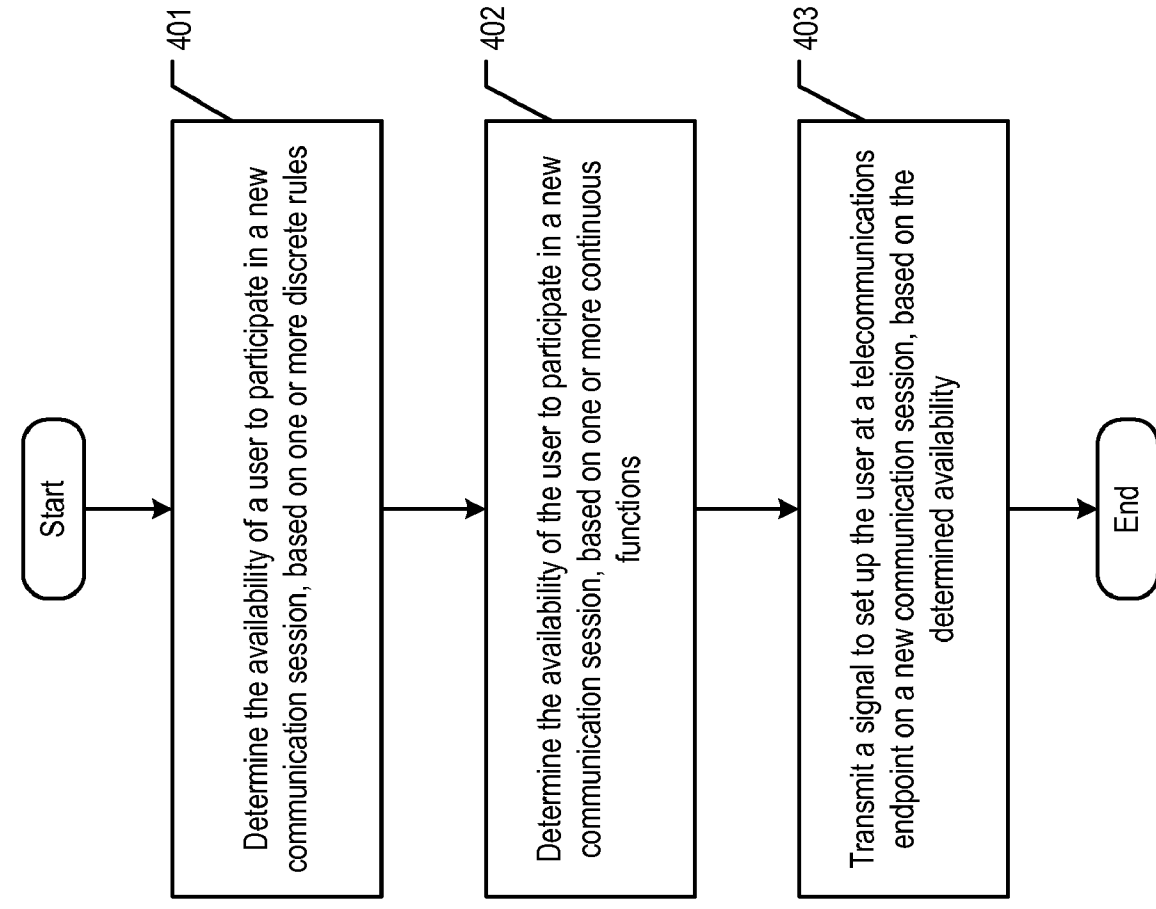 Start
401
Determine the availability of a user to participate in a new
communication session, based on one or more discrete rules
402
Determine the availability of the user to participate in a new
communication session, based on one or more continuous
functions
403
Transmit a signal to set up the user at a telecommunications
endpoint on a new communication session, based on the
determined availability
End